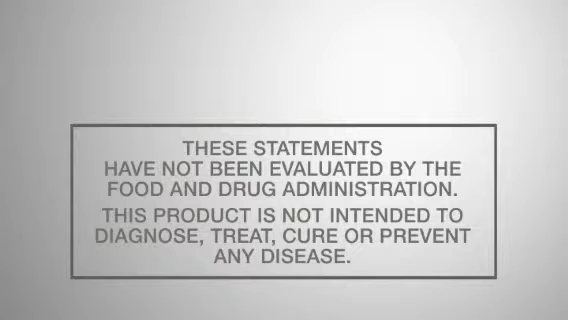 THESE STATEMENTS
HAVE NOT BEEN EVALUATED BY THE
FOOD AND DRUG ADMINISTRATION.
THIS PRODUCT IS NOT INTENDED TO
DIAGNOSE, TREAT, CURE OR PREVENT
ANY DISEASE.